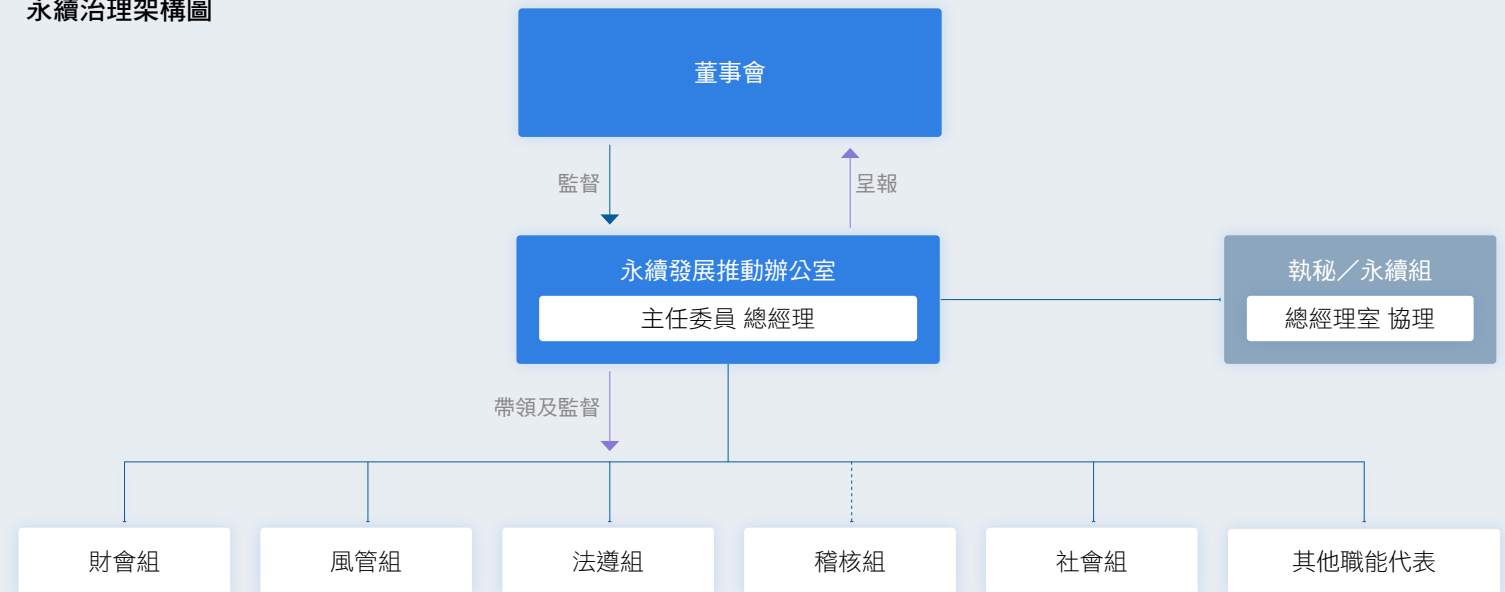 永續治理架構圖
董事會
監督
呈報
永續發展推動辦公室
主任委員 總經理
執秘／永續組
總經理室 協理
帶領及監督
財會組
風管組
法遵組
稽核組
社會組
其他職能代表